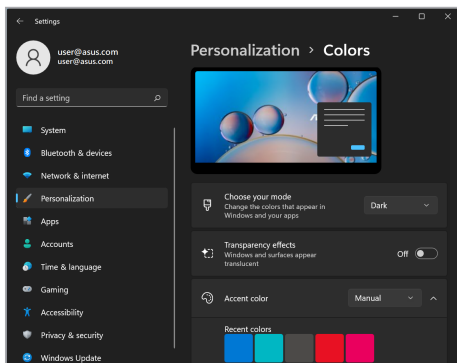 Settings
user@asus.com
user@asus.com
Find a setting
System
Bluetooth & devices
Network & internet
Personalization
Apps
Accounts
Time & language
Gaming
Accessibility
Privacy & security
Windows Update
Personalization > Colors
Choose your mode
Change the colors that appear in
Windows and your apps
Dark
Transparency effects
Windows and surfaces appear
translucent
Off
Accent color
Manual
Recent colors